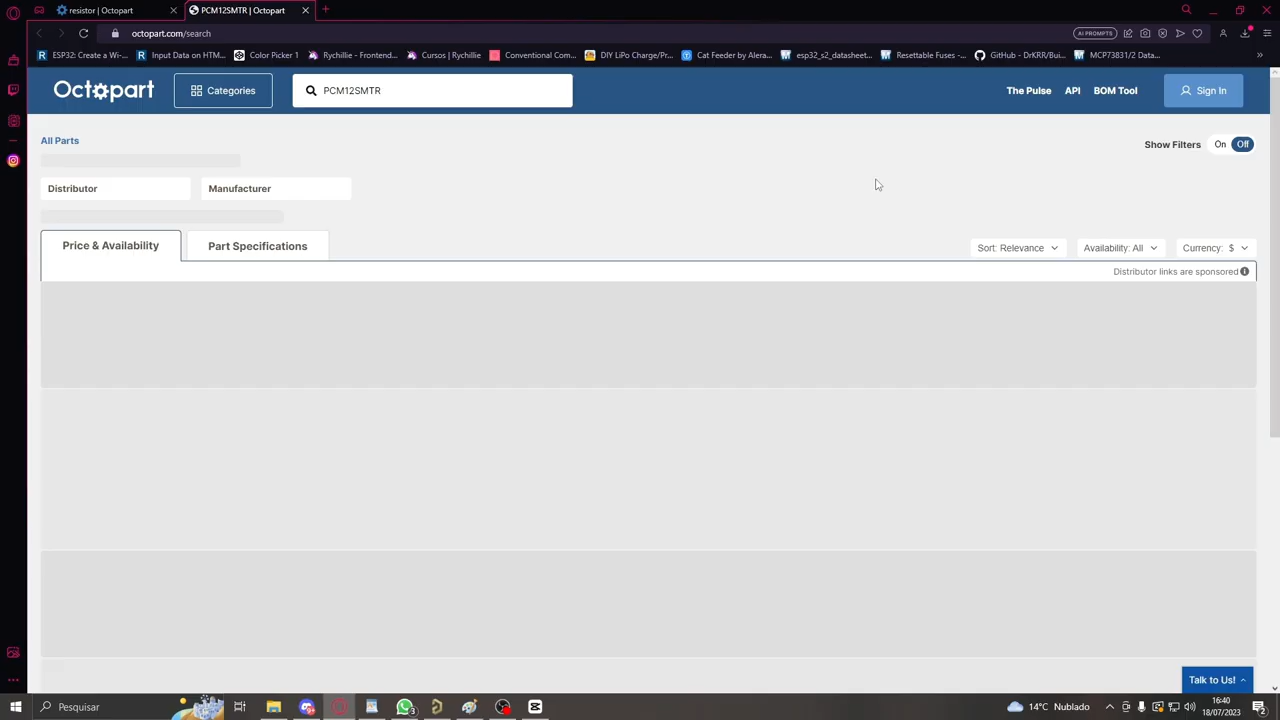 resistor | Octopart
PCM12SMTR | Octopart
octopart.com/search
AI PROMPTS
ESP32: Create a Wi-...
Input Data on HTM...
Color Picker 1
Rychillie - Frontend...
Cursos | Rychillie
Conventional Com...
DIY LiPo Charge/Pr...
Cat Feeder by Alera...
esp32_s2_datasheet...
Resettable Fuses -...
GitHub - DrKRR/Bui...
MCP73831/2 Data...
Octopart
Categories
PCM12SMTR
The Pulse
API
BOM Tool
Sign In
All Parts
Show Filters
On
Off
Distributor
Manufacturer
Price & Availability
Part Specifications
Sort: Relevance
Availability: All
Currency: $
Distributor links are sponsored
Talk to Us!
Pesquisar
3
14°C Nublado
16:40
18/07/2023
2